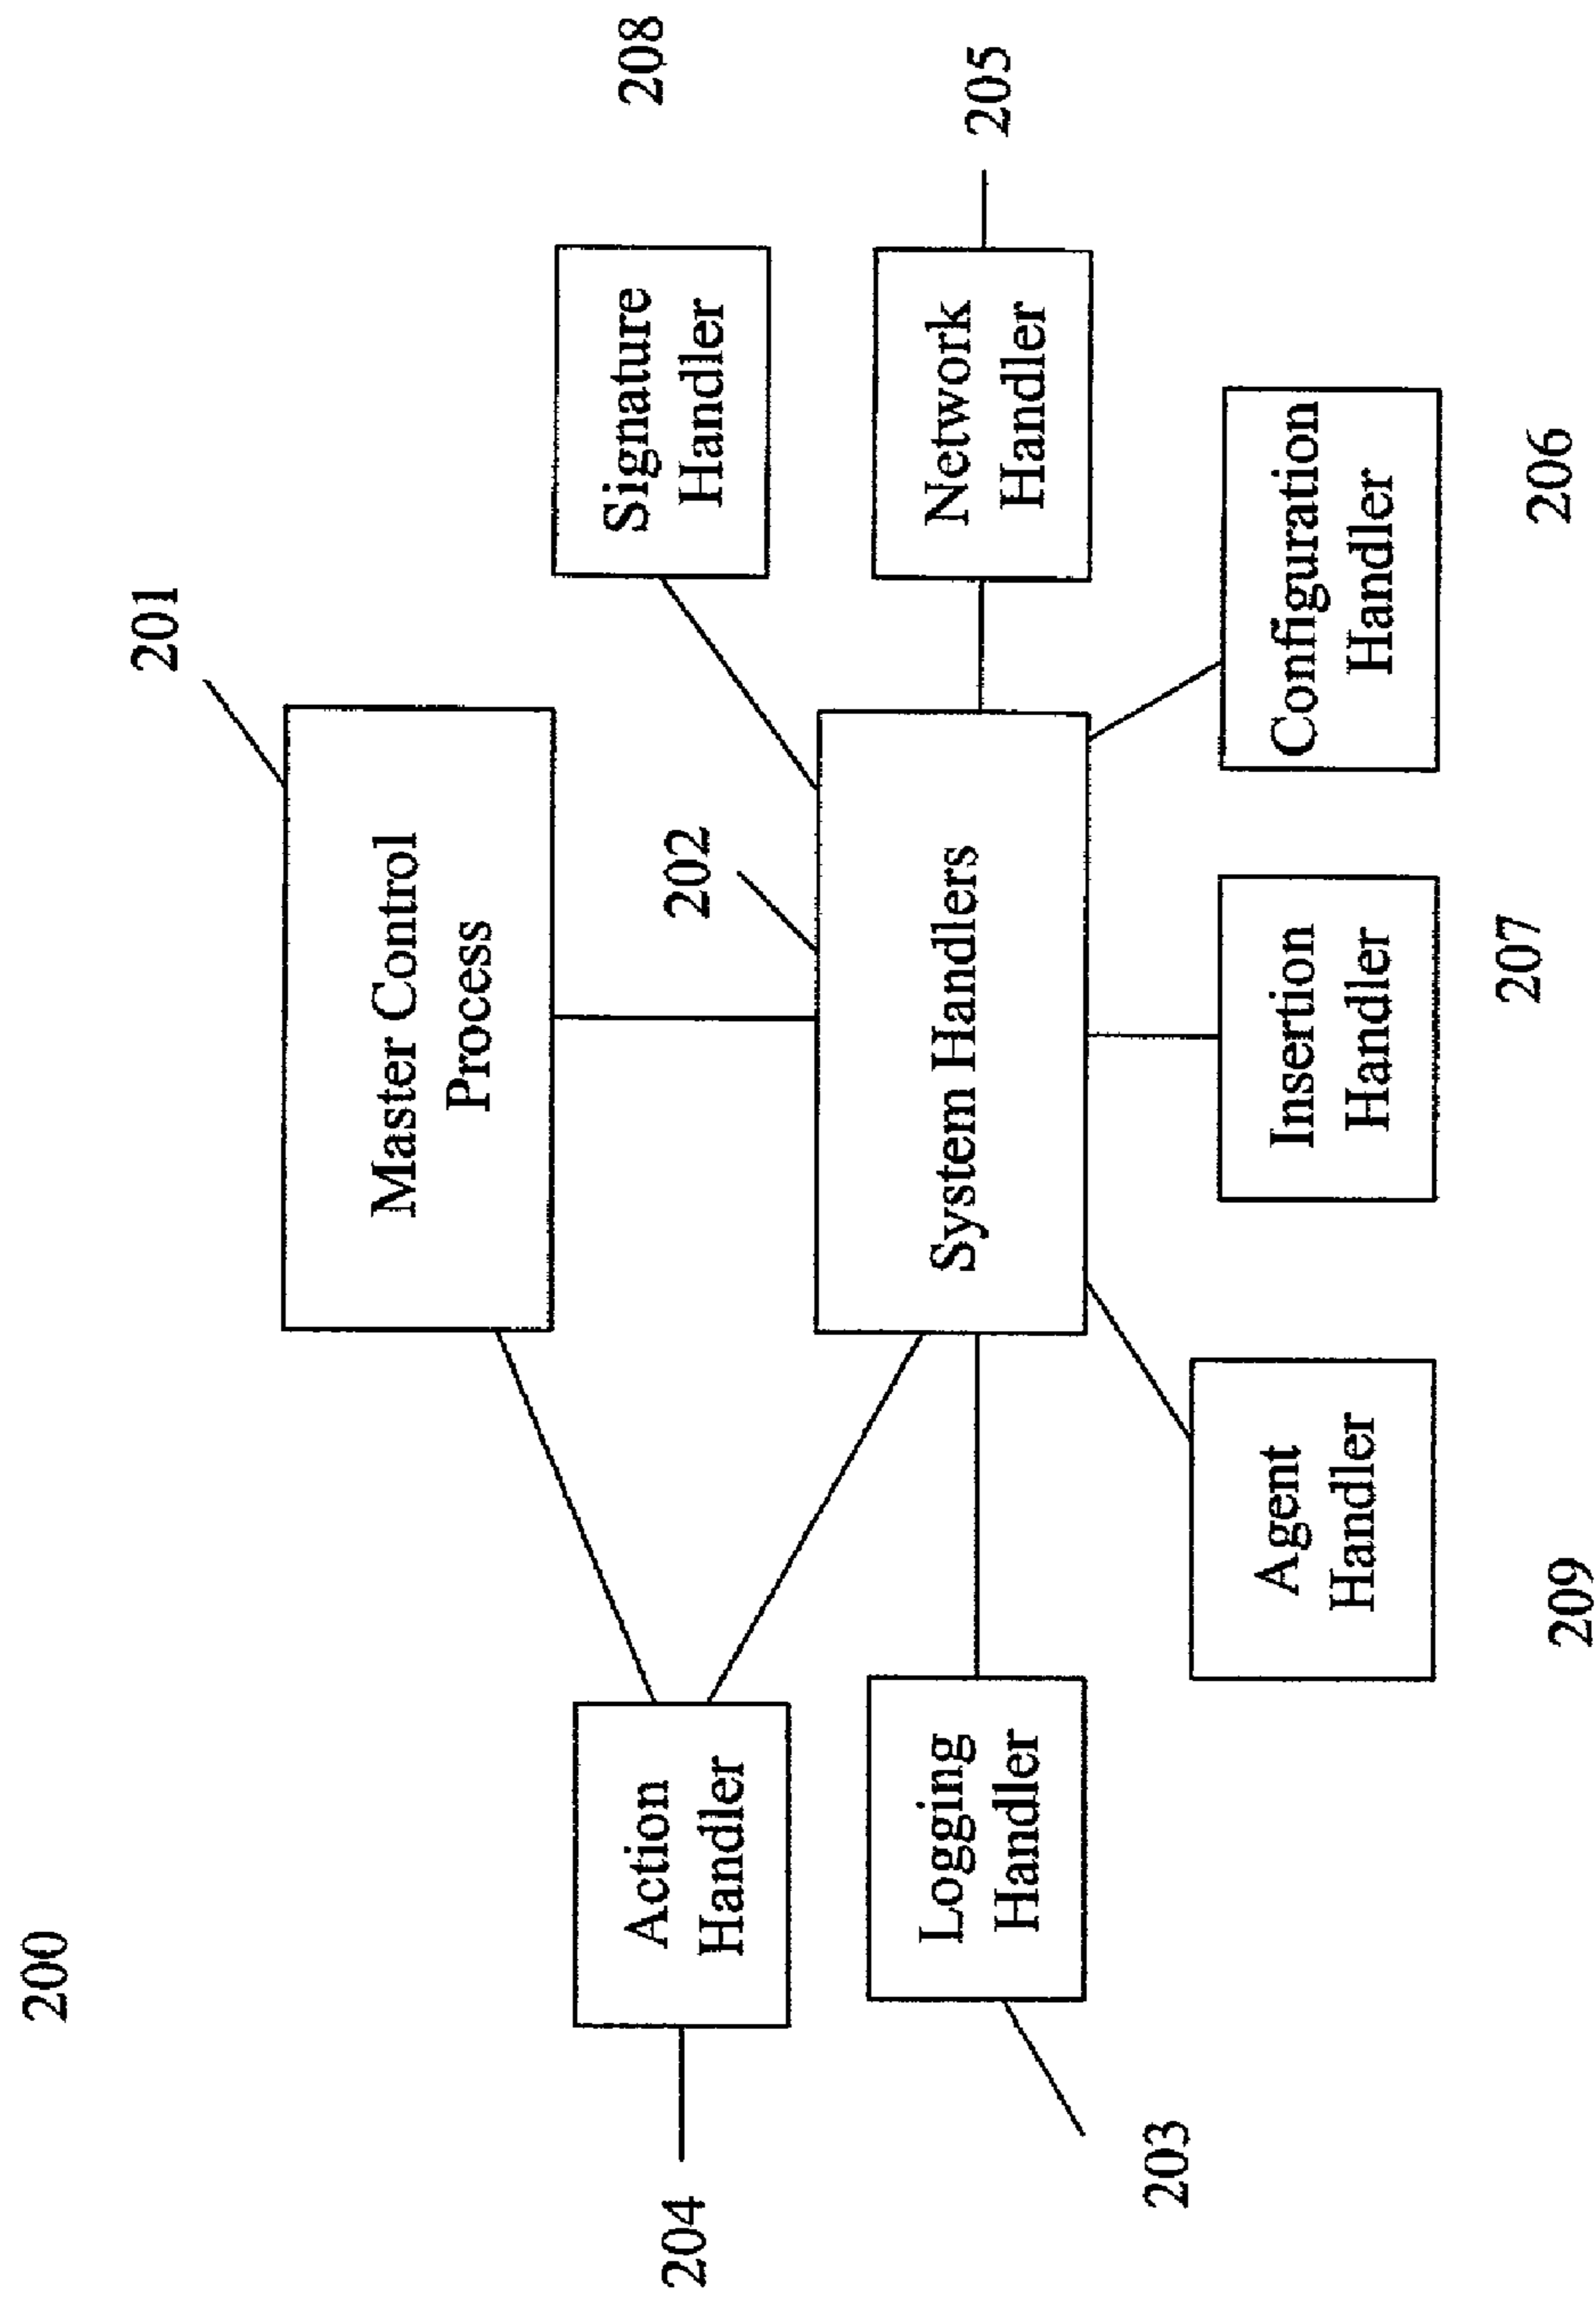 200
201
Master Control
Process
208
202
204
Action
Handler
Signature
Handler
System Handlers
Logging
Handler
Network
Handler
205
203
Agent
Handler
Insertion
Handler
Configuration
Handler
209
207
206